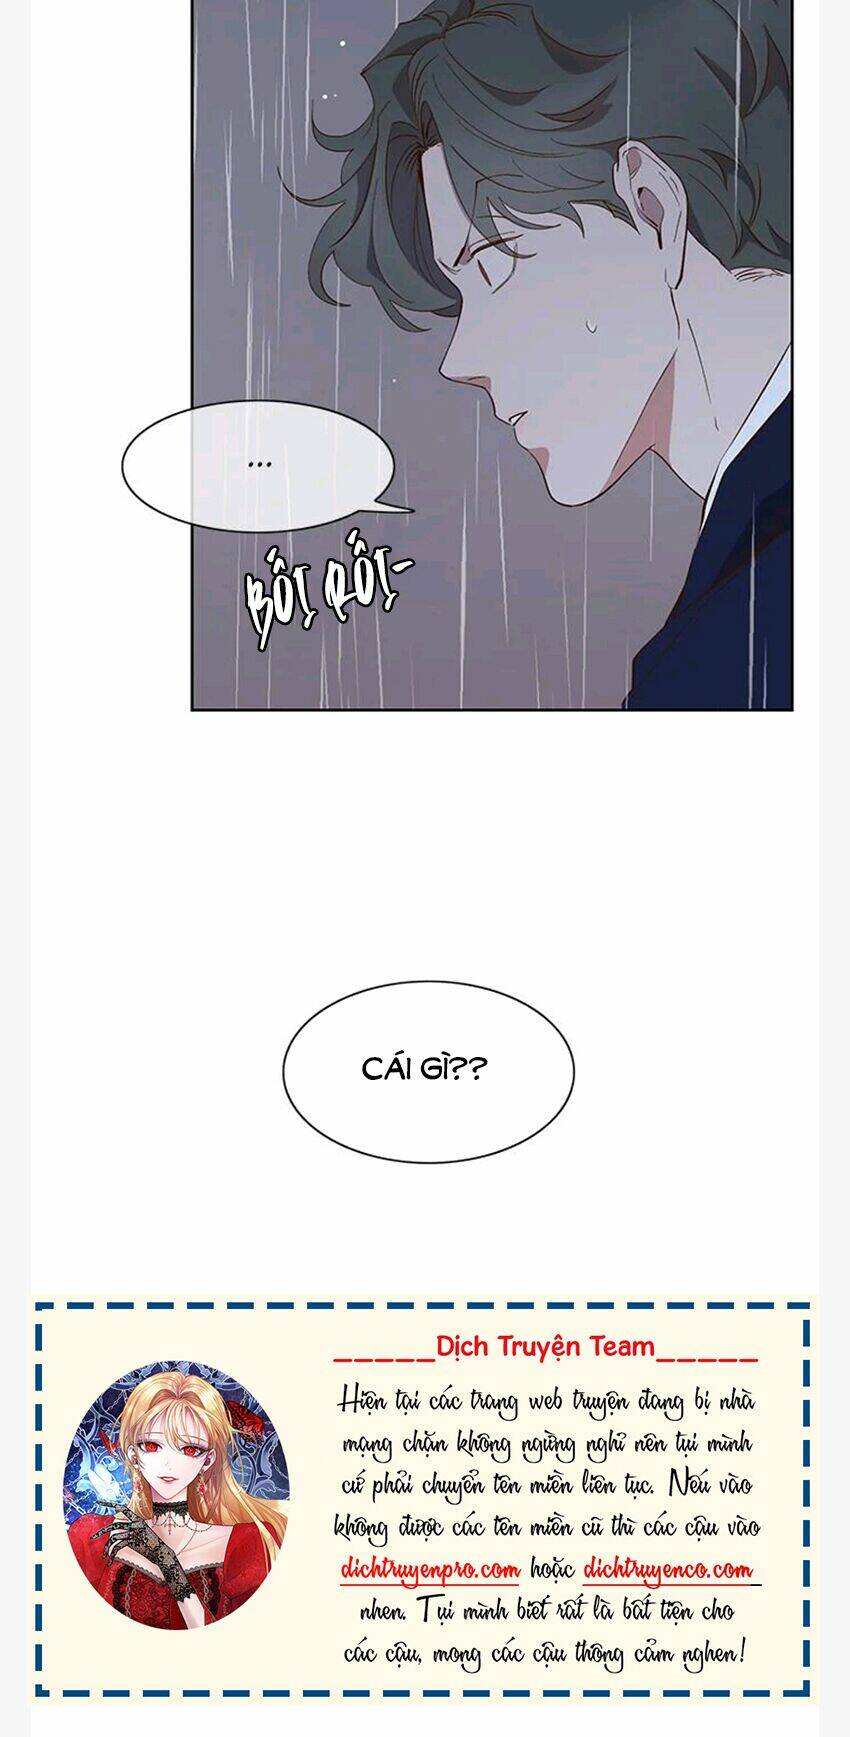 ...
BỐI RỐI-
CÁI GÌ??
_____Dịch Truyện Team_____
Hiện tại các trang web truyện đang bị nhà
mạng chặn không ngừng nghỉ nên tụi mình
cứ phải chuyển tên miền liên tục. Nếu vào
không được các tên miền cũ thì các cậu vào
dichtruyenpro.com hoặc dichtruyenco.com
nhen. Tụi mình biết rất là bất tiện cho
các cậu, mong các cậu thông cảm nghen!